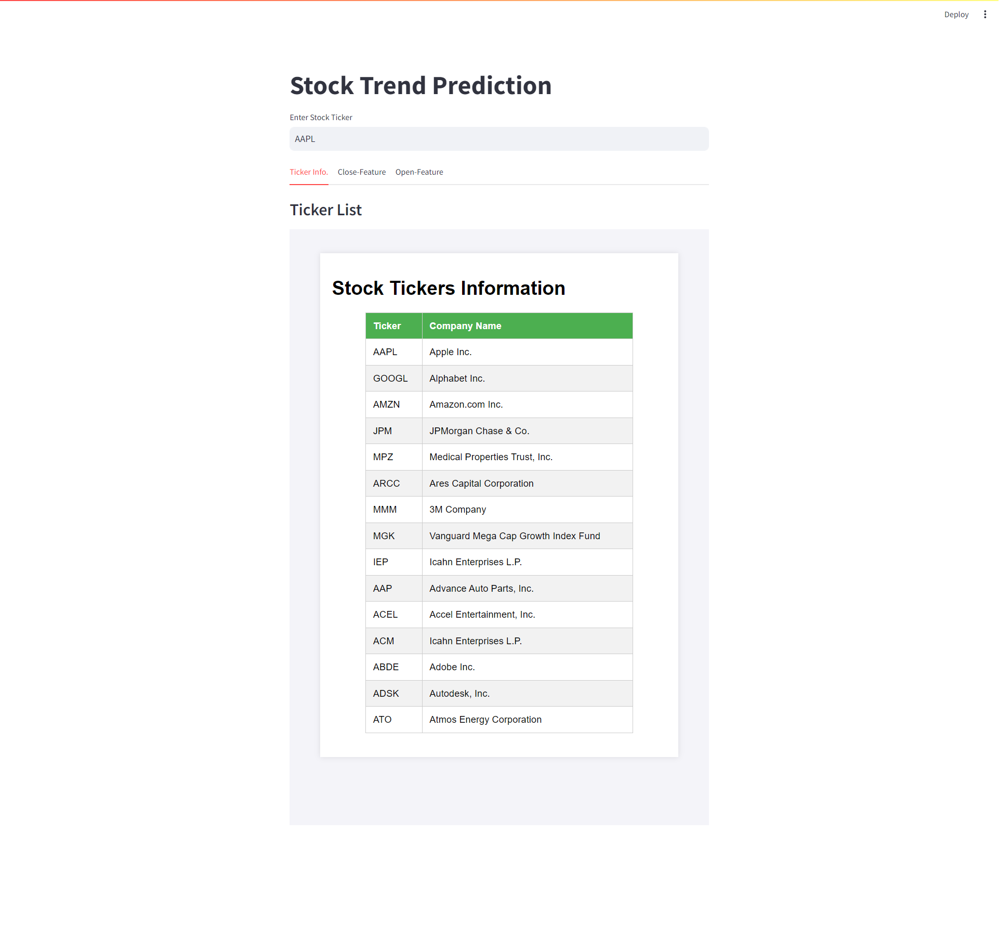 Deploy
Stock Trend Prediction
Enter Stock Ticker
AAPL
Ticker Info. Close-Feature Open-Feature
Ticker List
Stock Tickers Information
Ticker Company Name
AAPL Apple Inc.
GOOGL Alphabet Inc.
AMZN Amazon.com Inc.
JPM JPMorgan Chase & Co.
MPZ Medical Properties Trust, Inc.
ARCC Ares Capital Corporation
MMM 3M Company
MGK Vanguard Mega Cap Growth Index Fund
IEP Icahn Enterprises L.P.
AAP Advance Auto Parts, Inc.
ACEL Accel Entertainment, Inc.
ACM Icahn Enterprises L.P.
ABDE Adobe Inc.
ADSK Autodesk, Inc.
ATO Atmos Energy Corporation